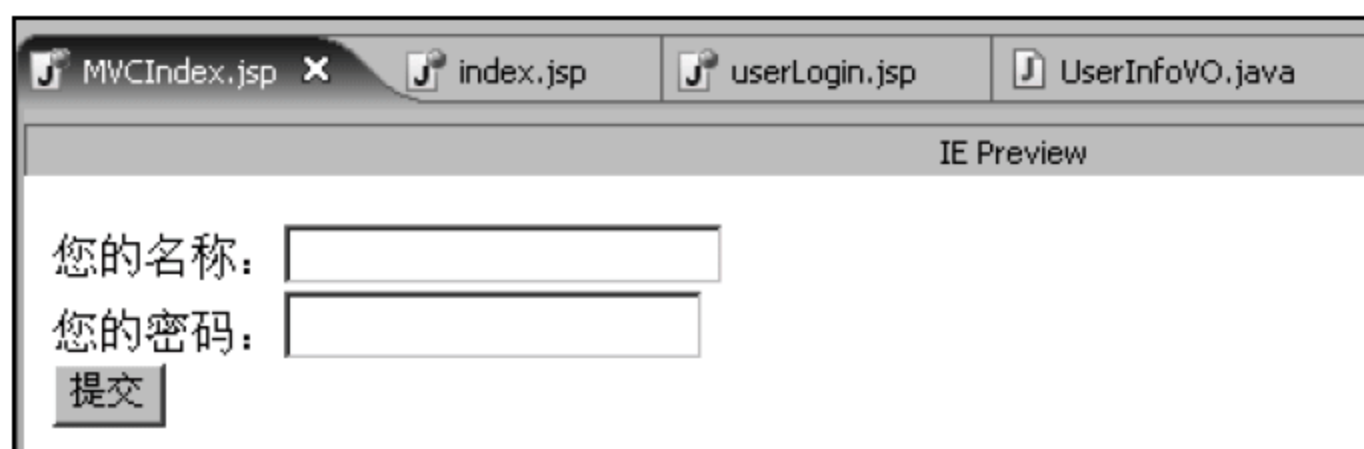 MVCIndex.jsp index.jsp userLogin.jsp UserInfoVO.java
IE Preview
您的名称：
您的密码：
提交